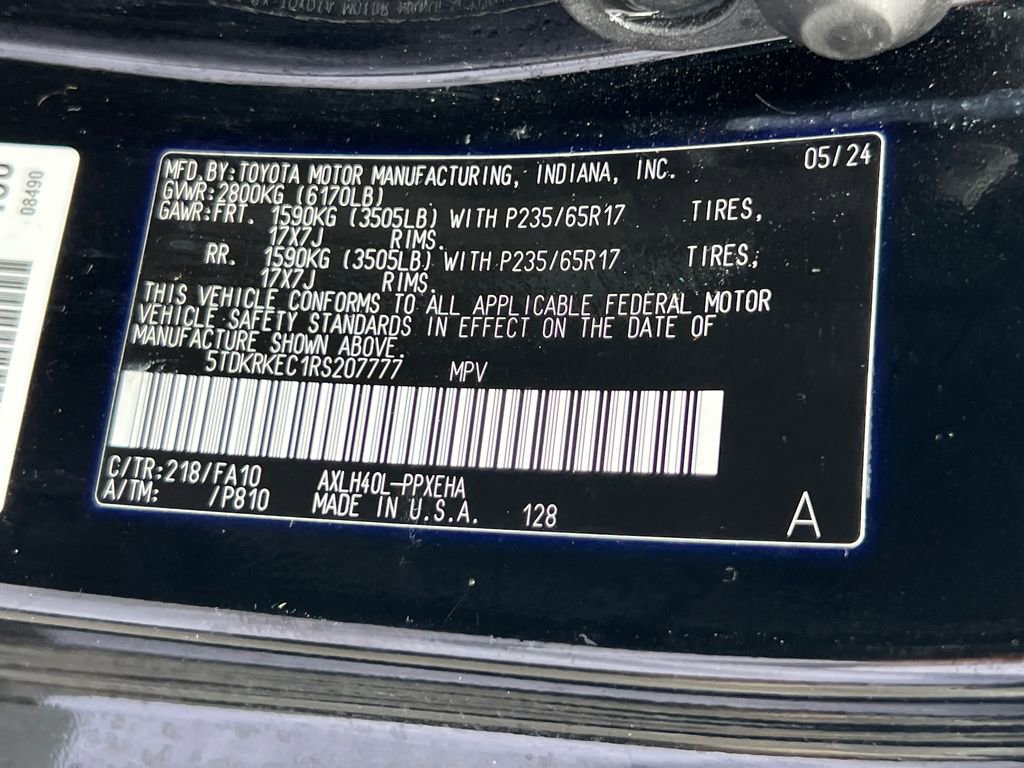 08490
MFD.BY:TOYOTA MOTOR MANUFACTURING, INDIANA, INC. 05/24
GVWR:2800KG (6170LB)
GAWR:FRT. 1590KG (3505LB) WITH P235/65R17 TIRES,
17X7J RIMS.
RR. 1590KG (3505LB) WITH P235/65R17 TIRES,
17X7J RIMS.
THIS VEHICLE CONFORMS TO ALL APPLICABLE FEDERAL MOTOR
VEHICLE SAFETY STANDARDS IN EFFECT ON THE DATE OF
MANUFACTURE SHOWN ABOVE.
5TDKRKEC1RS207777 MPV
C/TR:218/FA10 AXLH40L-PPXEHA
A/TM: /P810 MADE IN U.S.A. 128 A